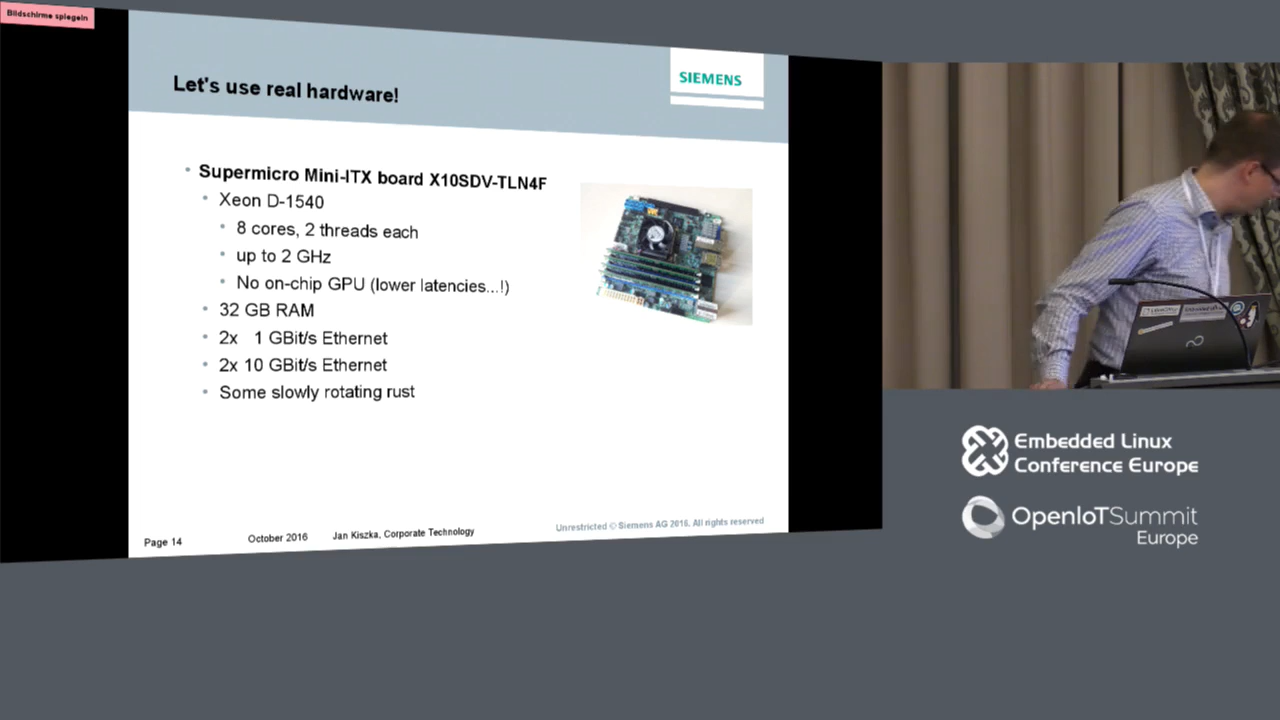 Bildschirme spiegeln
Let's use real hardware!
SIEMENS
Supermicro Mini-ITX board X10SDV-TLN4F
Xeon D-1540
8 cores, 2 threads each
up to 2 GHz
No on-chip GPU (lower latencies...!)
32 GB RAM
2x 1 GBit/s Ethernet
2x 10 GBit/s Ethernet
Some slowly rotating rust
Page 14
October 2016
Jan Kiszka, Corporate Technology
Unrestricted © Siemens AG 2016. All rights reserved
Embedded Linux
Conference Europe
OpenIoTSummit
Europe